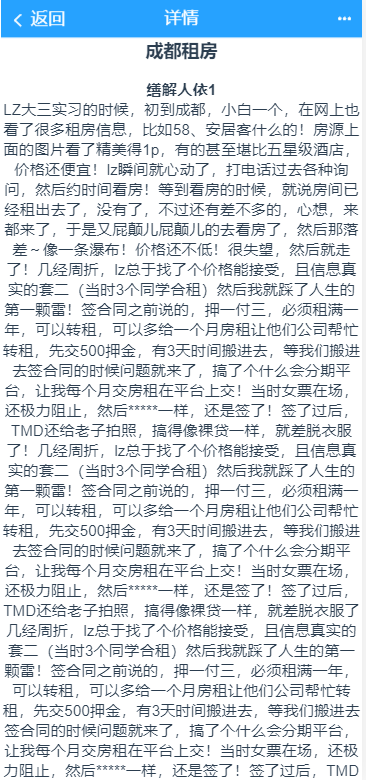 返回
详情
成都租房
缮解人依1
LZ大三实习的时候，初到成都，小白一个，在网上也
看了很多租房信息，比如58、安居客什么的！房源上
面的图片看了精美得1p，有的甚至堪比五星级酒店，
价格还便宜！lz瞬间就心动了，打电话过去各种询
问，然后约时间看房！等到看房的时候，就说房间已
经租出去了，没有了，不过还有差不多的，心想，来
都来了，于是又屁颠儿屁颠儿的去看房了，然后那落
差～像一条瀑布！价格还不低！很失望，然后就走
了！几经周折，lz总于找了个价格能接受，且信息真
实的套二（当时3个同学合租）然后我就踩了人生的
第一颗雷！签合同之前说的，押一付三，必须租满一
年，可以转租，可以多给一个月房租让他们公司帮忙
转租，先交500押金，有3天时间搬进去，等我们搬进
去签合同的时候问题就来了，搞了个什么会分期平
台，让我每个月交房租在平台上交！当时女票在场，
还极力阻止，然后*****一样，还是签了！签了过后，
TMD还给老子拍照，搞得像裸贷一样，就差脱衣服
了！几经周折，lz总于找了个价格能接受，且信息真
实的套二（当时3个同学合租）然后我就踩了人生的
第一颗雷！签合同之前说的，押一付三，必须租满一
年，可以转租，可以多给一个月房租让他们公司帮忙
转租，先交500押金，有3天时间搬进去，等我们搬进
去签合同的时候问题就来了，搞了个什么会分期平
台，让我每个月交房租在平台上交！当时女票在场，
还极力阻止，然后*****一样，还是签了！签了过后，
TMD还给老子拍照，搞得像裸贷一样，就差脱衣服了
几经周折，lz总于找了个价格能接受，且信息真实的
套二（当时3个同学合租）然后我就踩了人生的第一
颗雷！签合同之前说的，押一付三，必须租满一年，
可以转租，可以多给一个月房租让他们公司帮忙转
租，先交500押金，有3天时间搬进去，等我们搬进去
签合同的时候问题就来了，搞了个什么会分期平台，
让我每个月交房租在平台上交！当时女票在场，还极
力阻止，然后*****一样，还是签了！签了过后，TMD